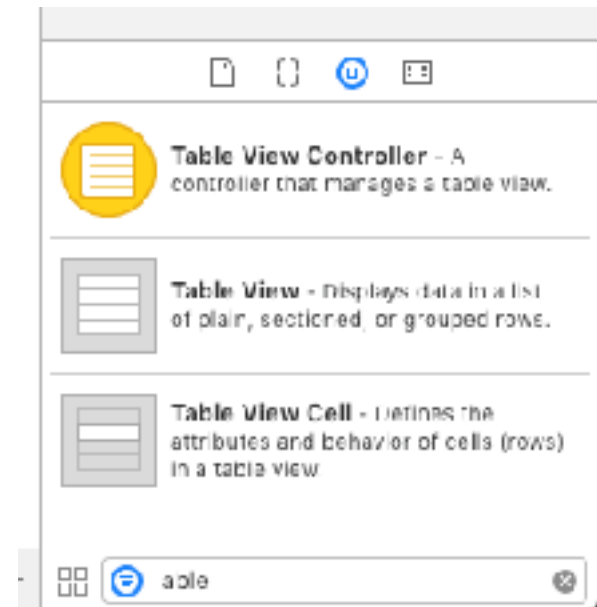 Table View Controller - A
controller that manages a table view.
Table View - Displays data in a list
of plain, sectioned, or grouped rows.
Table View Cell - Defines the
attributes and behavior of cells (rows)
in a table view
able